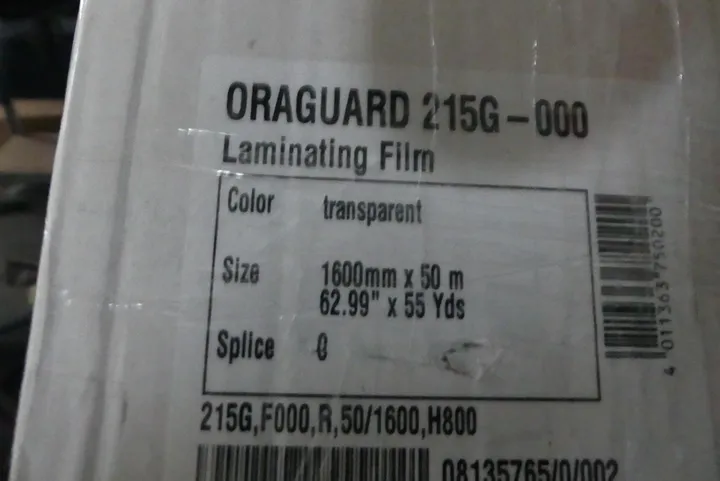 ORAGUARD 215G – 000
Laminating Film
Color transparent
Size 1600mm x 50 m
62.99" x 55 Yds
Splice 0
4 011363 750200
215G,F000,R,50/1600,H800
08135765/0/002